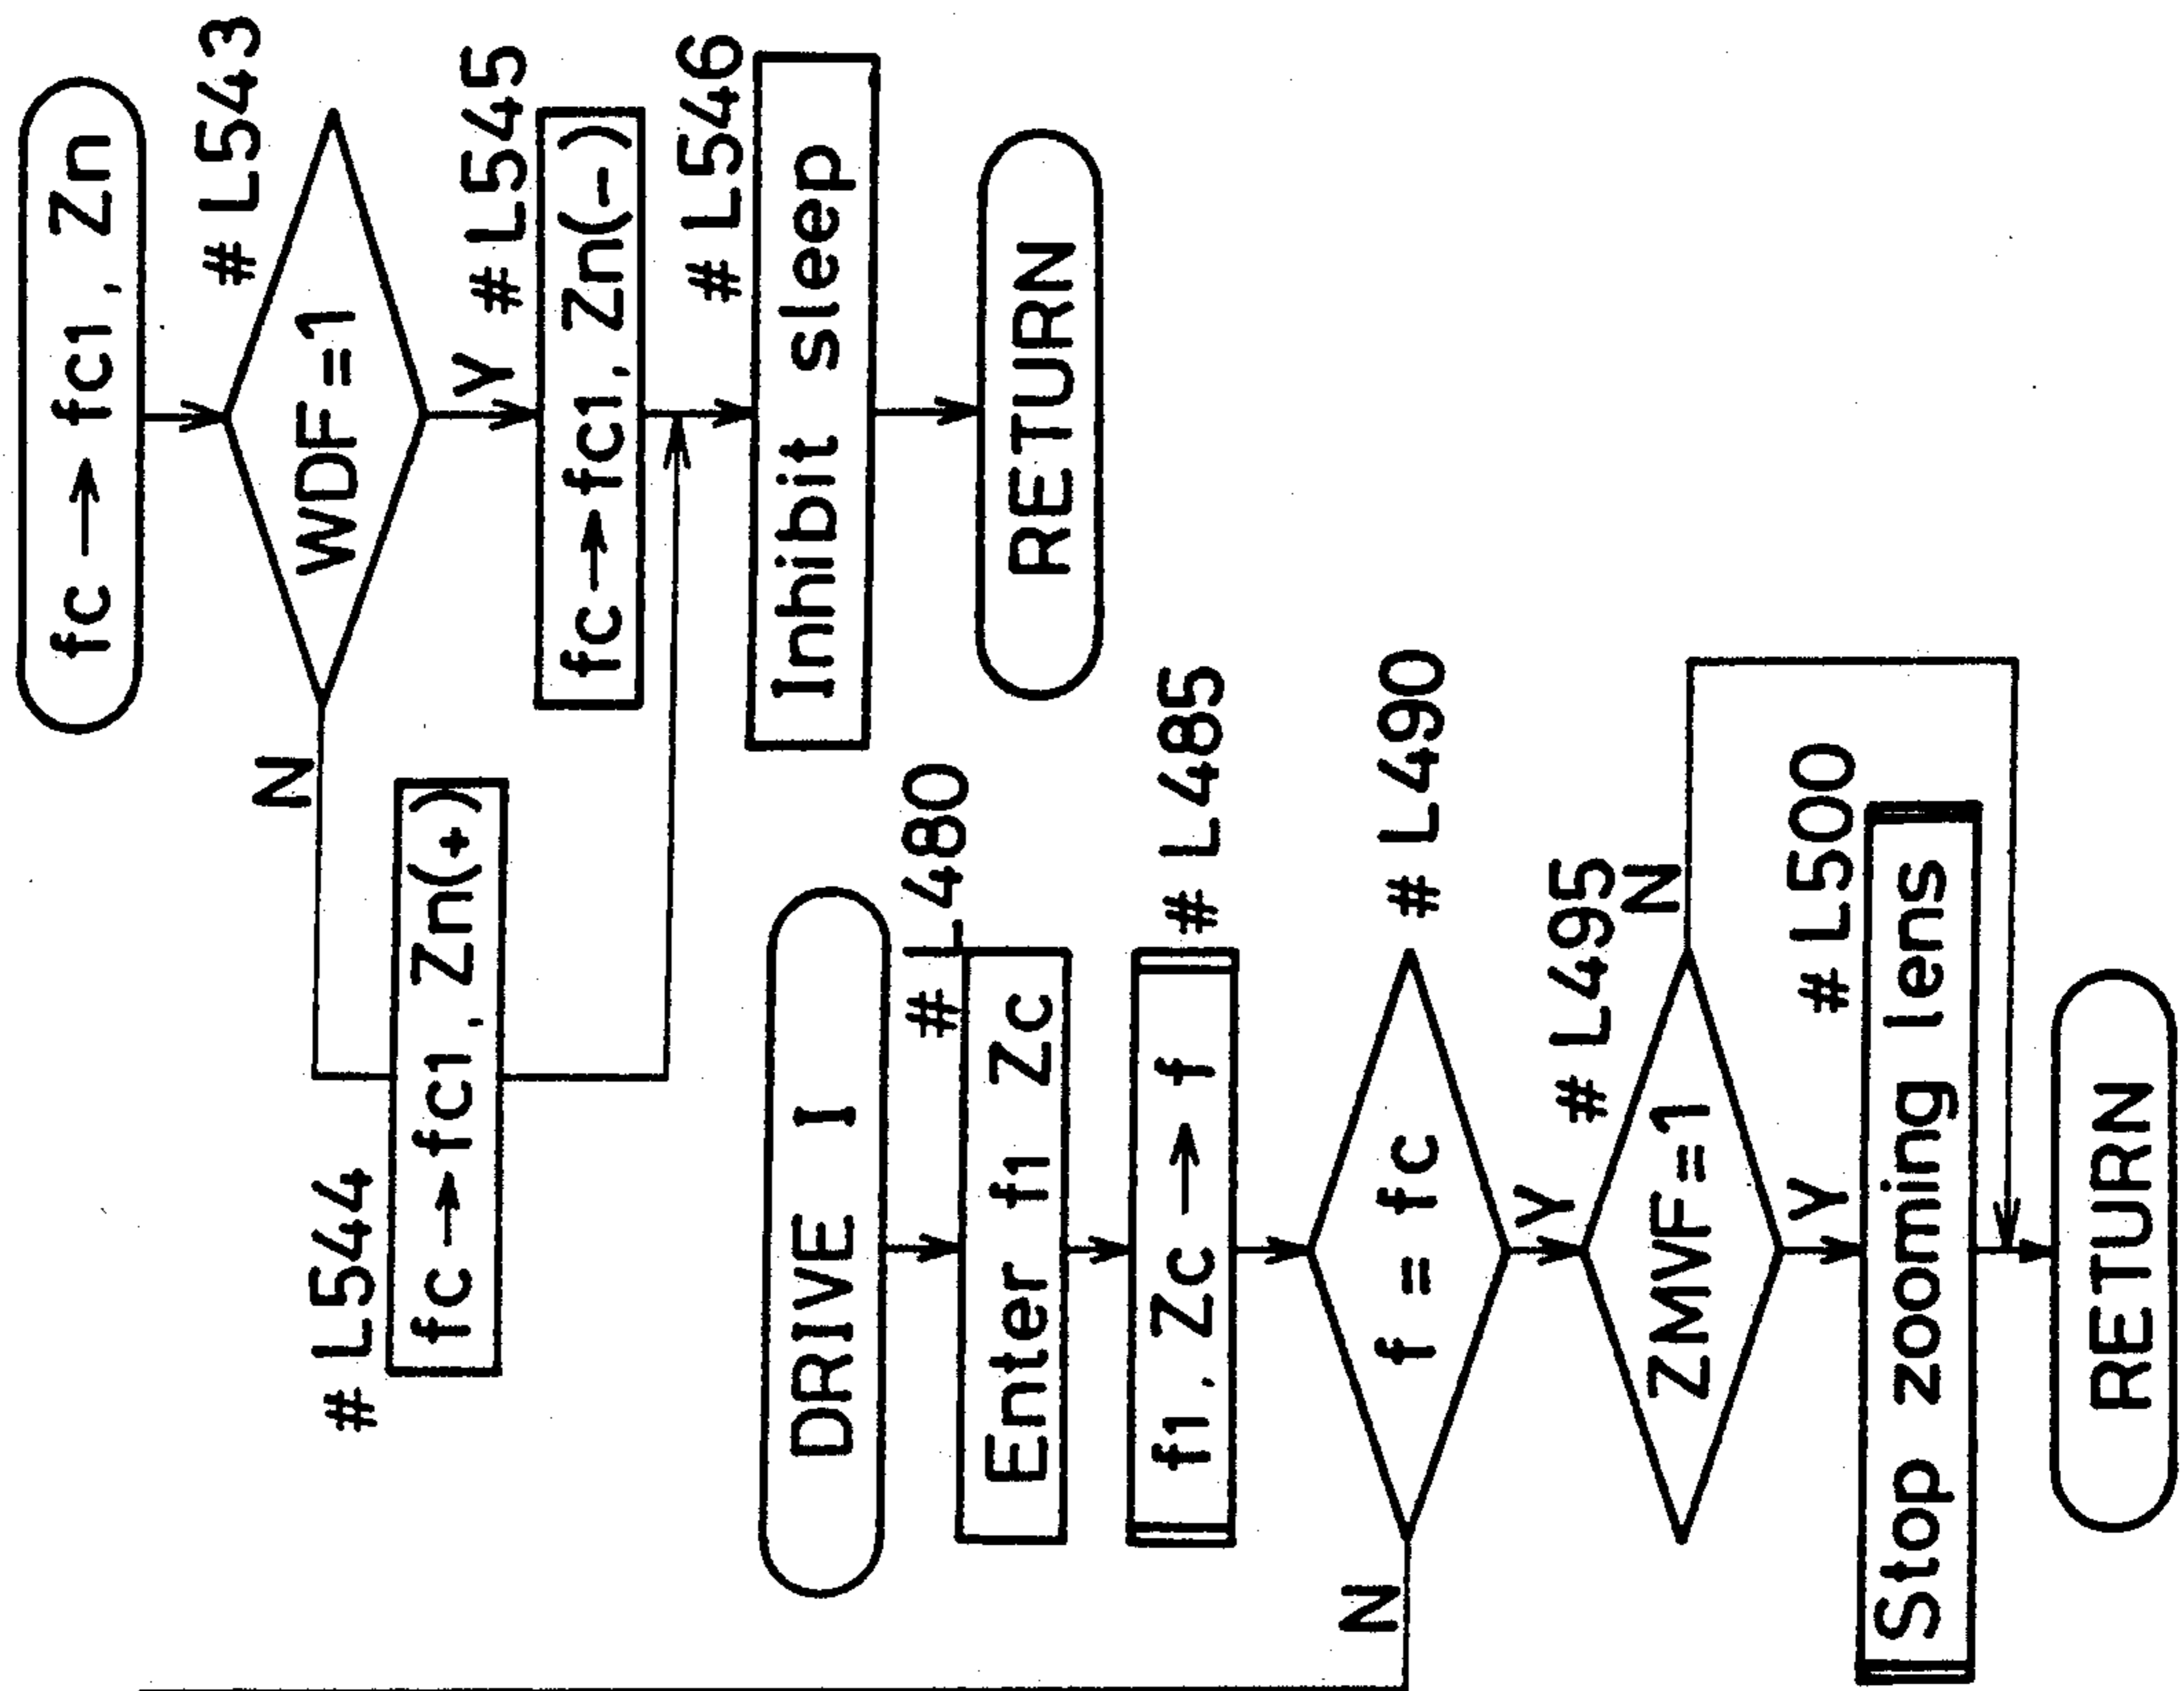 fc → fc1, Zn
# L543
WDF=1
N
Y
# L544
fc→fc1, Zn(+)
# L545
fc→fc1, Zn(-)
# L546
Inhibit sleep
RETURN
DRIVE I
# L480
Enter f1 Zc
# L485
f1, Zc → f
# L490
f = fc
N
Y
# L495
ZMVF=1
N
Y
# L500
Stop zooming lens
RETURN